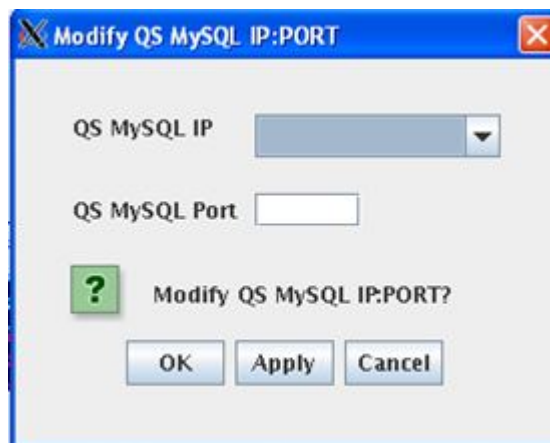 Modify QS MySQL IP:PORT
QS MySQL IP
QS MySQL Port
? Modify QS MySQL IP:PORT?
OK Apply Cancel